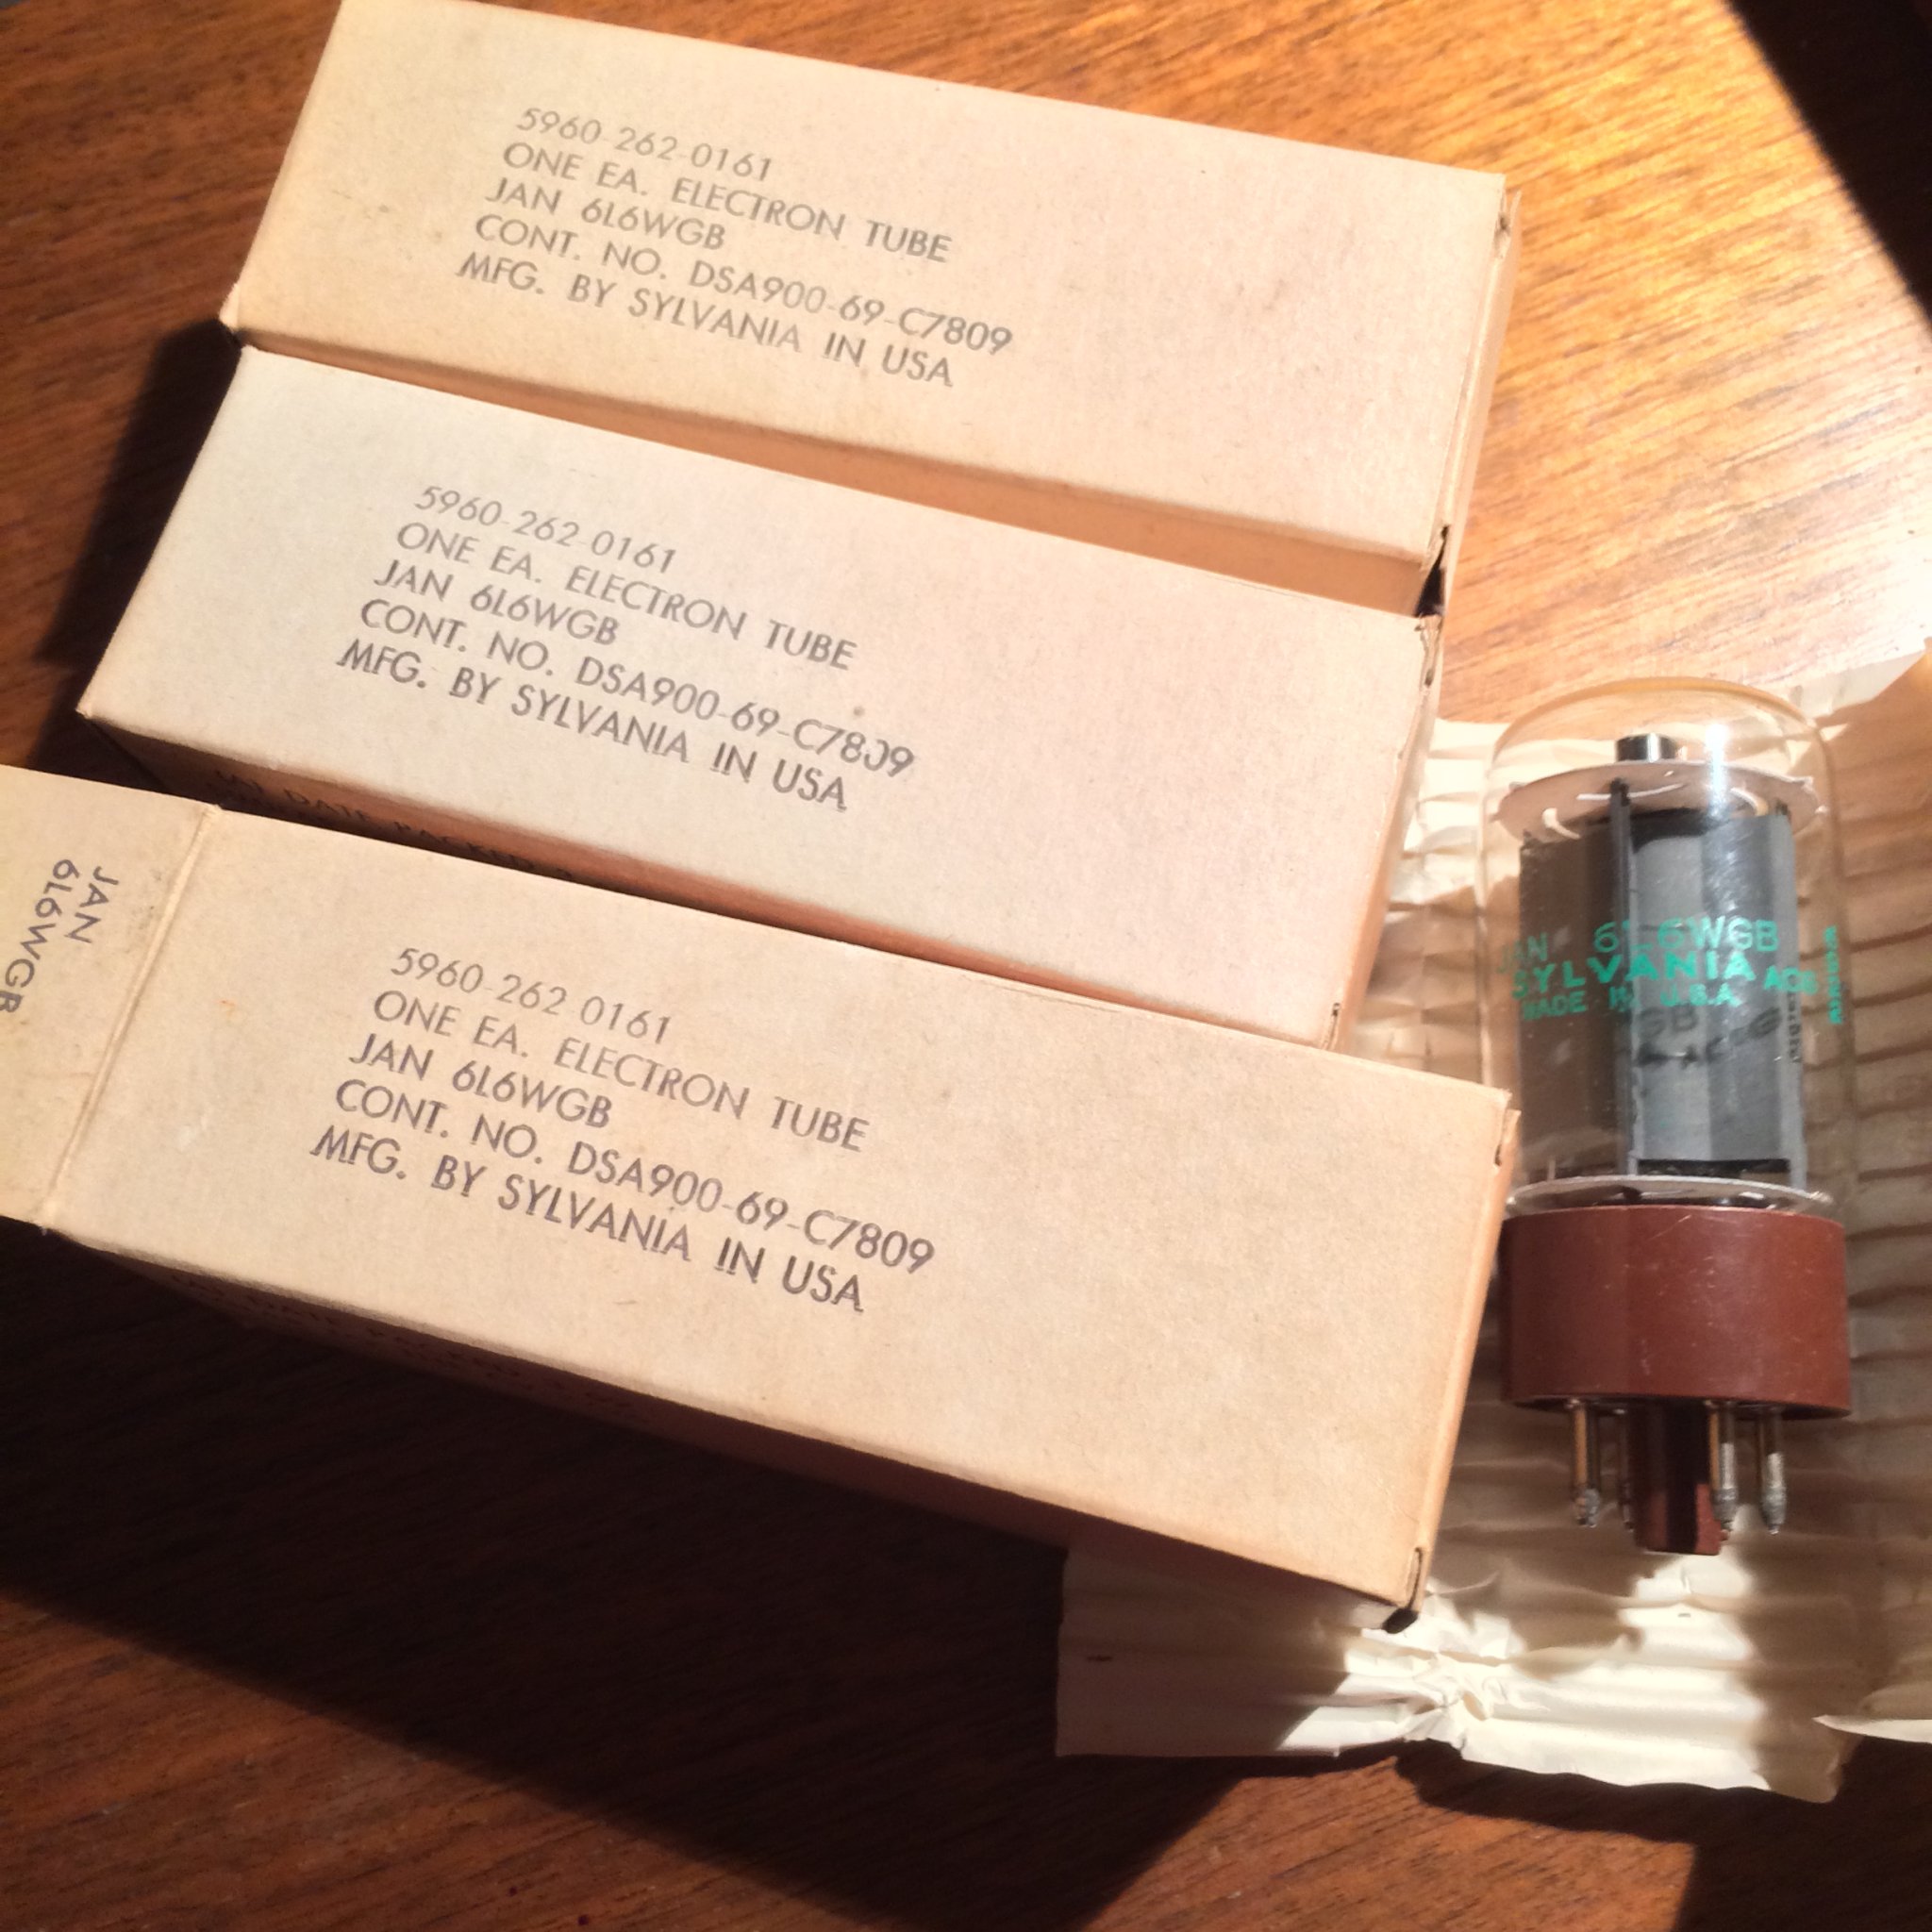 5960-262-0161
ONE EA. ELECTRON TUBE
JAN 6L6WGB
CONT. NO. DSA900-69-C7809
MFG. BY SYLVANIA IN USA
5960-262-0161
ONE EA. ELECTRON TUBE
JAN 6L6WGB
CONT. NO. DSA900-69-C7809
MFG. BY SYLVANIA IN USA
DATE PACKED
JAN
6L6WGB
5960-262 0161
ONE EA. ELECTRON TUBE
JAN 6L6WGB
CONT. NO. DSA900-69-C7809
MFG. BY SYLVANIA IN USA
JAN 6L6WGB
SYLVANIA
MADE IN U.S.A.
GB